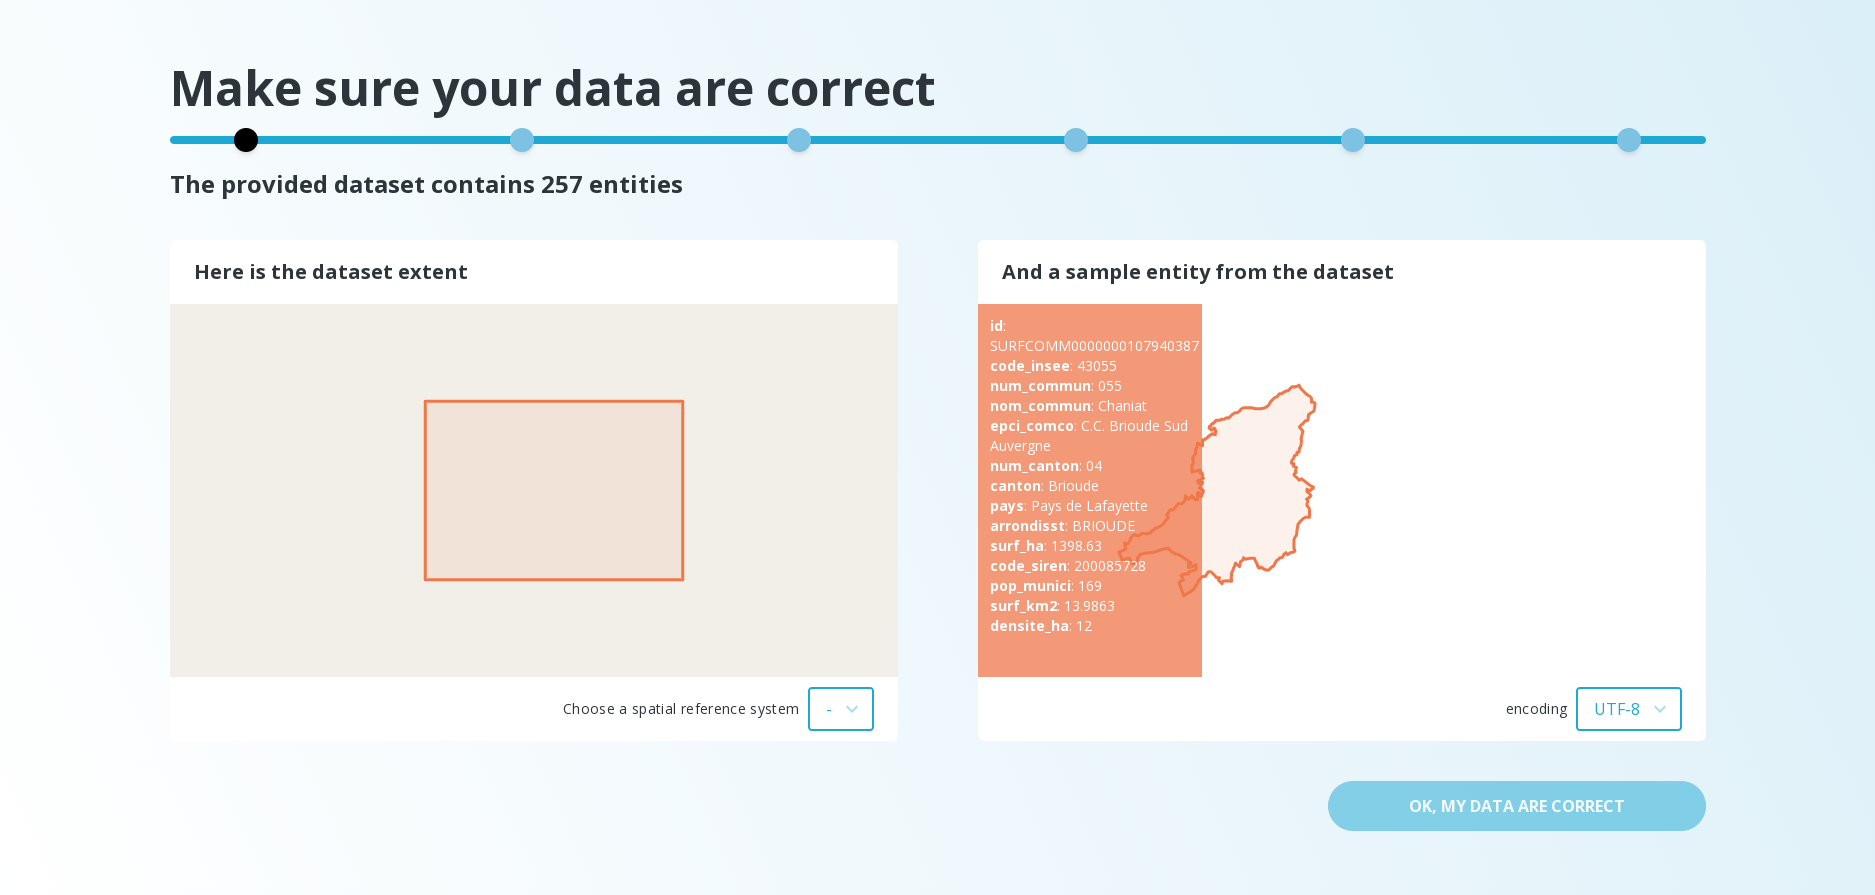 Make sure your data are correct
The provided dataset contains 257 entities
Here is the dataset extent
Choose a spatial reference system
-
And a sample entity from the dataset
id:
SURFCOMM0000000107940387
code_insee: 43055
num_commun: 055
nom_commun: Chaniat
epci_comco: C.C. Brioude Sud
Auvergne
num_canton: 04
canton: Brioude
pays: Pays de Lafayette
arrondisst: BRIOUDE
surf_ha: 1398.63
code_siren: 200085728
pop_munici: 169
surf_km2: 13.9863
densite_ha: 12
encoding
UTF-8
OK, MY DATA ARE CORRECT